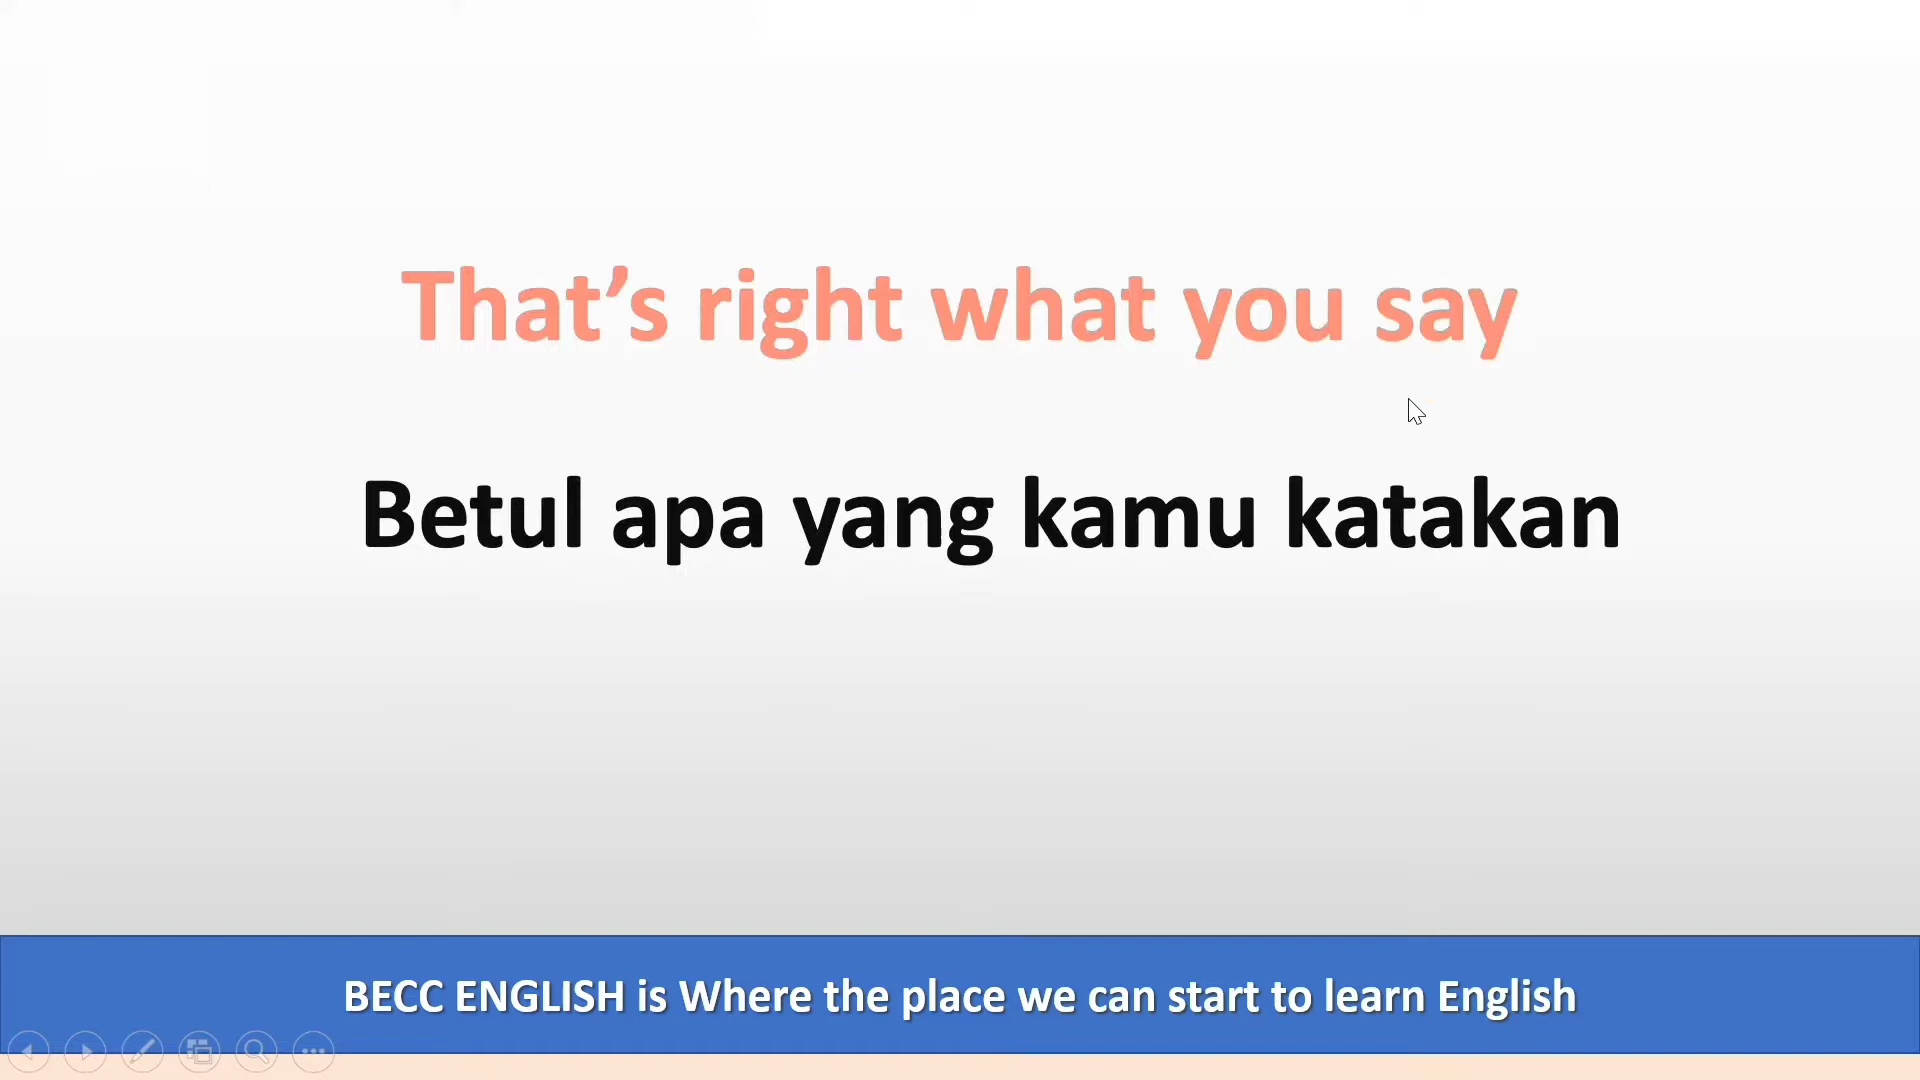 That’s right what you say
Betul apa yang kamu katakan
BECC ENGLISH is Where the place we can start to learn English